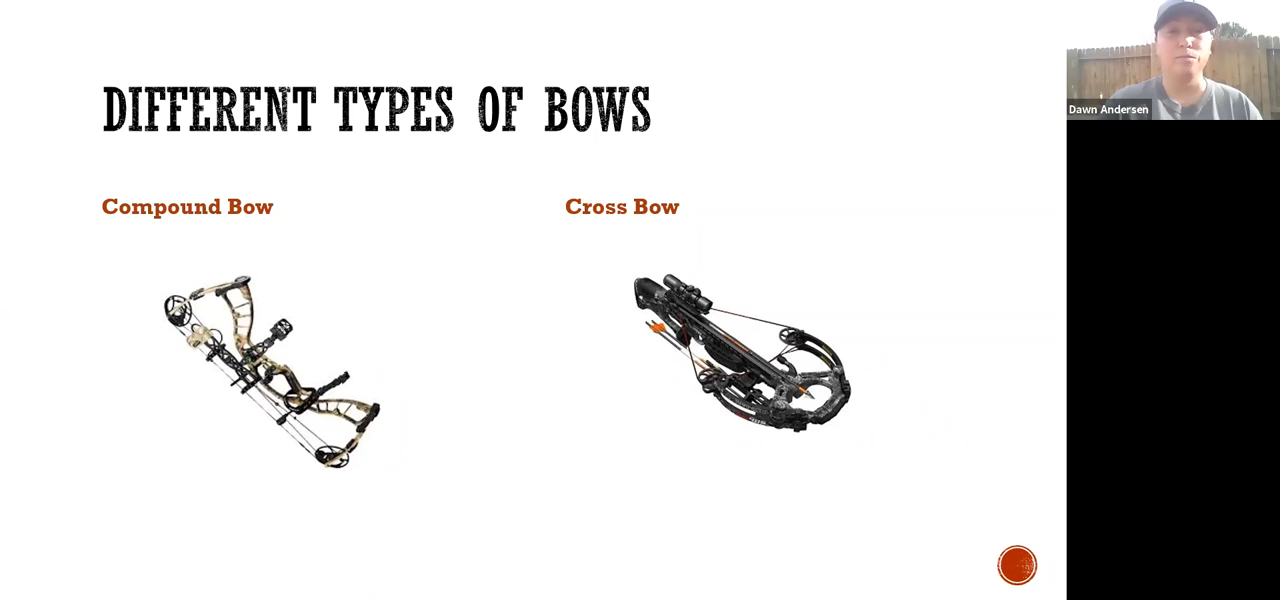 DIFFERENT TYPES OF BOWS
Compound Bow
Cross Bow
Dawn Andersen